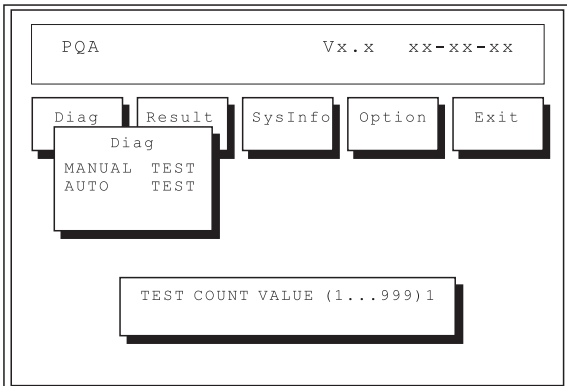 PQA Vx.x xx-xx-xx
Diag Result SysInfo Option Exit
Diag
MANUAL TEST
AUTO TEST
TEST COUNT VALUE (1...999)1